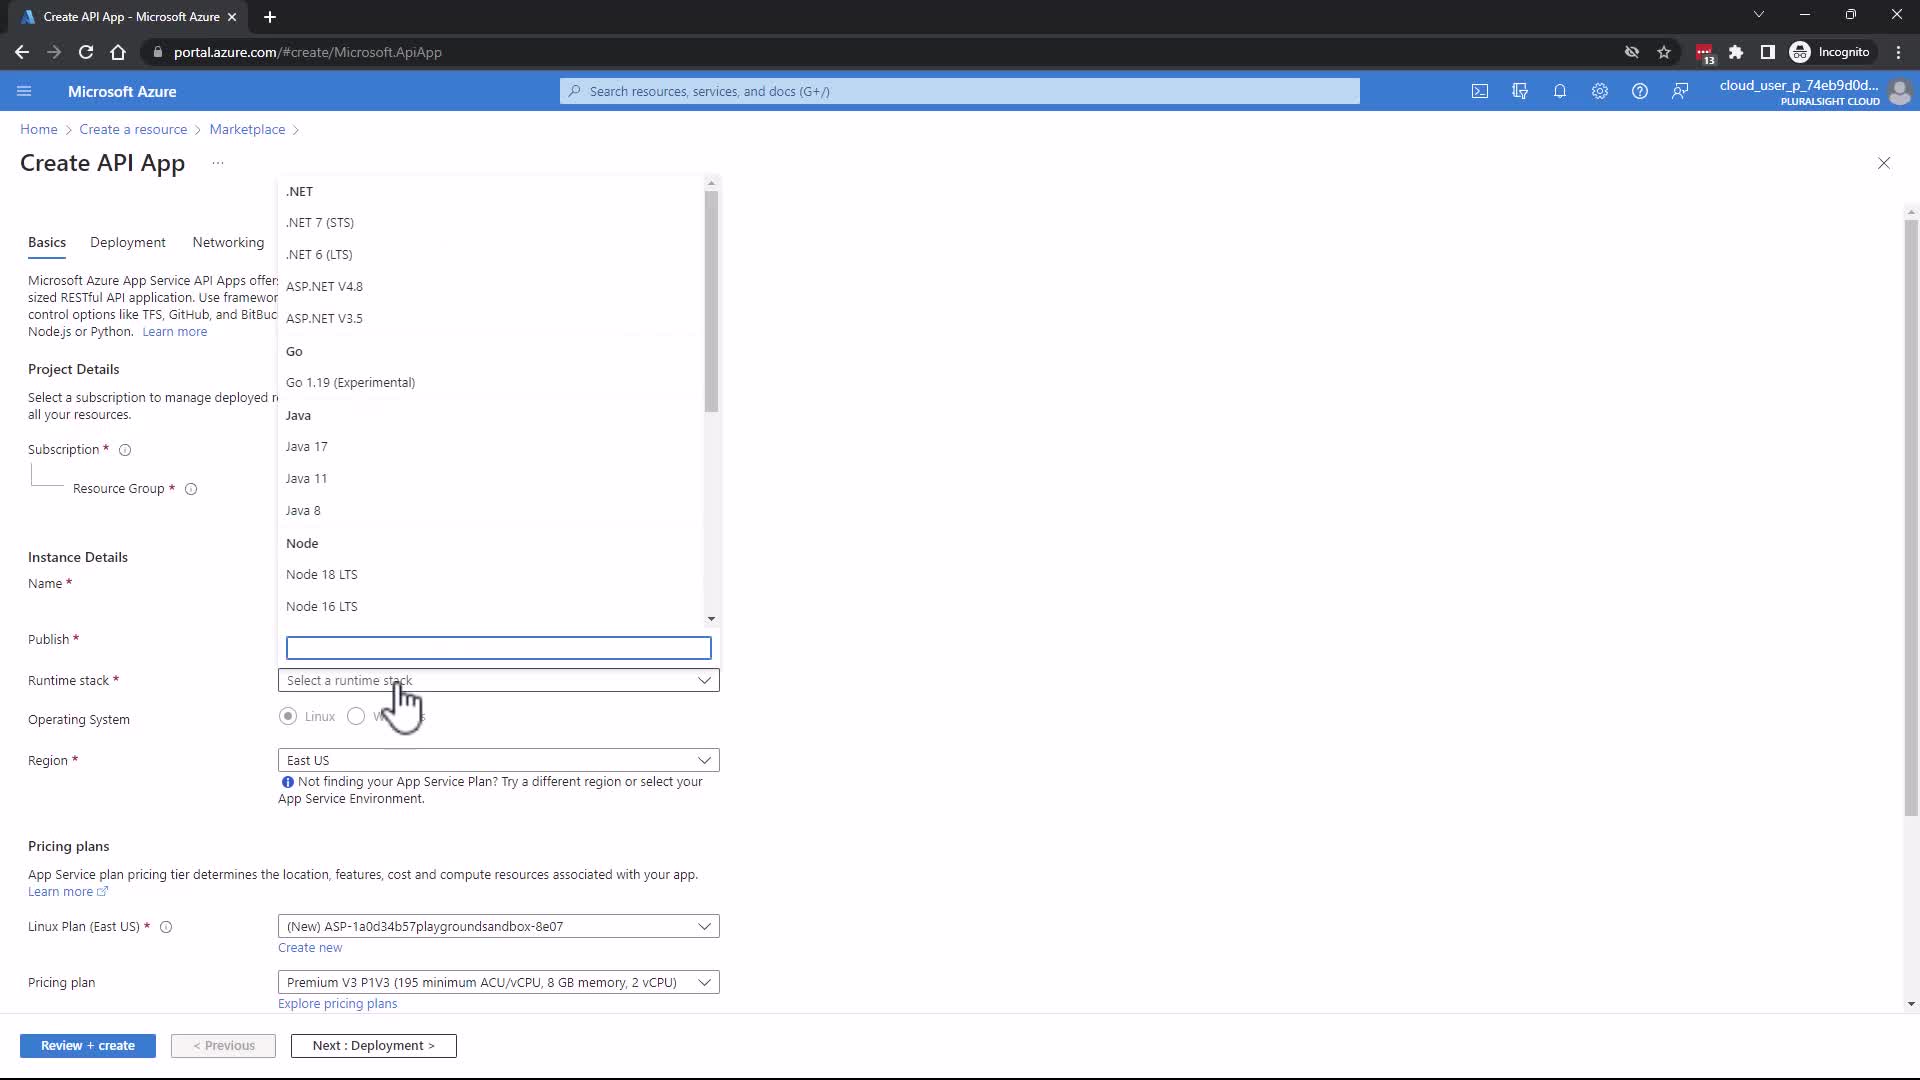 Create API App - Microsoft Azure
portal.azure.com/#create/Microsoft.ApiApp
13
Incognito
Microsoft Azure
Search resources, services, and docs (G+/)
cloud_user_p_74eb9d0d...
PLURALSIGHT CLOUD
Home > Create a resource > Marketplace >
Create API App ...
Basics Deployment Networking
Microsoft Azure App Service API Apps offer
sized RESTful API application. Use
control options like TFS, GitHub, and
Node.js or Python. Learn more
Project Details
Select a subscription to manage deployed
all your resources.
Subscription *
Resource Group *
Instance Details
Name *
Publish *
.NET
.NET 7 (STS)
.NET 6 (LTS)
ASP.NET V4.8
ASP.NET V3.5
Go
Go 1.19 (Experimental)
Java
Java 17
Java 11
Java 8
Node
Node 18 LTS
Node 16 LTS
Runtime stack *
Select a runtime stack
Operating System
Linux
Region *
East US
Not finding your App Service Plan? Try a different region or select your
App Service Environment.
Pricing plans
App Service plan pricing tier determines the location, features, cost and compute resources associated with your app.
Learn more
Linux Plan (East US) *
(New) ASP-1a0d34b57playgroundsandbox-8e07
Create new
Pricing plan
Premium V3 P1V3 (195 minimum ACU/vCPU, 8 GB memory, 2 vCPU)
Explore pricing plans
Review + create
< Previous
Next : Deployment >